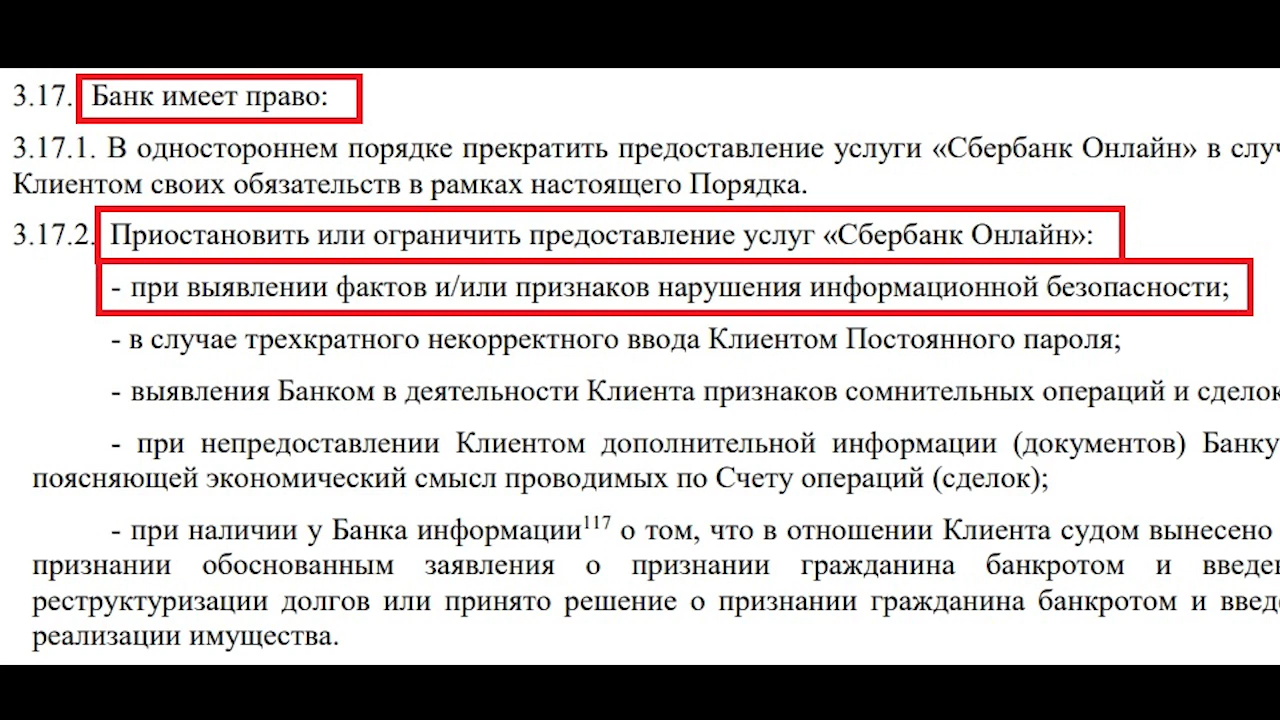 3.17. Банк имеет право:
3.17.1. В одностороннем порядке прекратить предоставление услуги «Сбербанк Онлайн» в
Клиентом своих обязательств в рамках настоящего Порядка.
3.17.2. Приостановить или ограничить предоставление услуг «Сбербанк Онлайн»:
- при выявлении фактов и/или признаков нарушения информационной безопасности;
- в случае трехкратного некорректного ввода Клиентом Постоянного пароля;
- выявления Банком в деятельности Клиента признаков сомнительных операций и сделок
- при непредоставлении Клиентом дополнительной информации (документов) Банку
поясняющей экономический смысл проводимых по Счету операций (сделок);
- при наличии у Банка информации117 о том, что в отношении Клиента судом вынесено
признании обоснованным заявления о признании гражданина банкротом и
реструктуризации долгов или принято решение о признании гражданина банкротом и
реализации имущества.